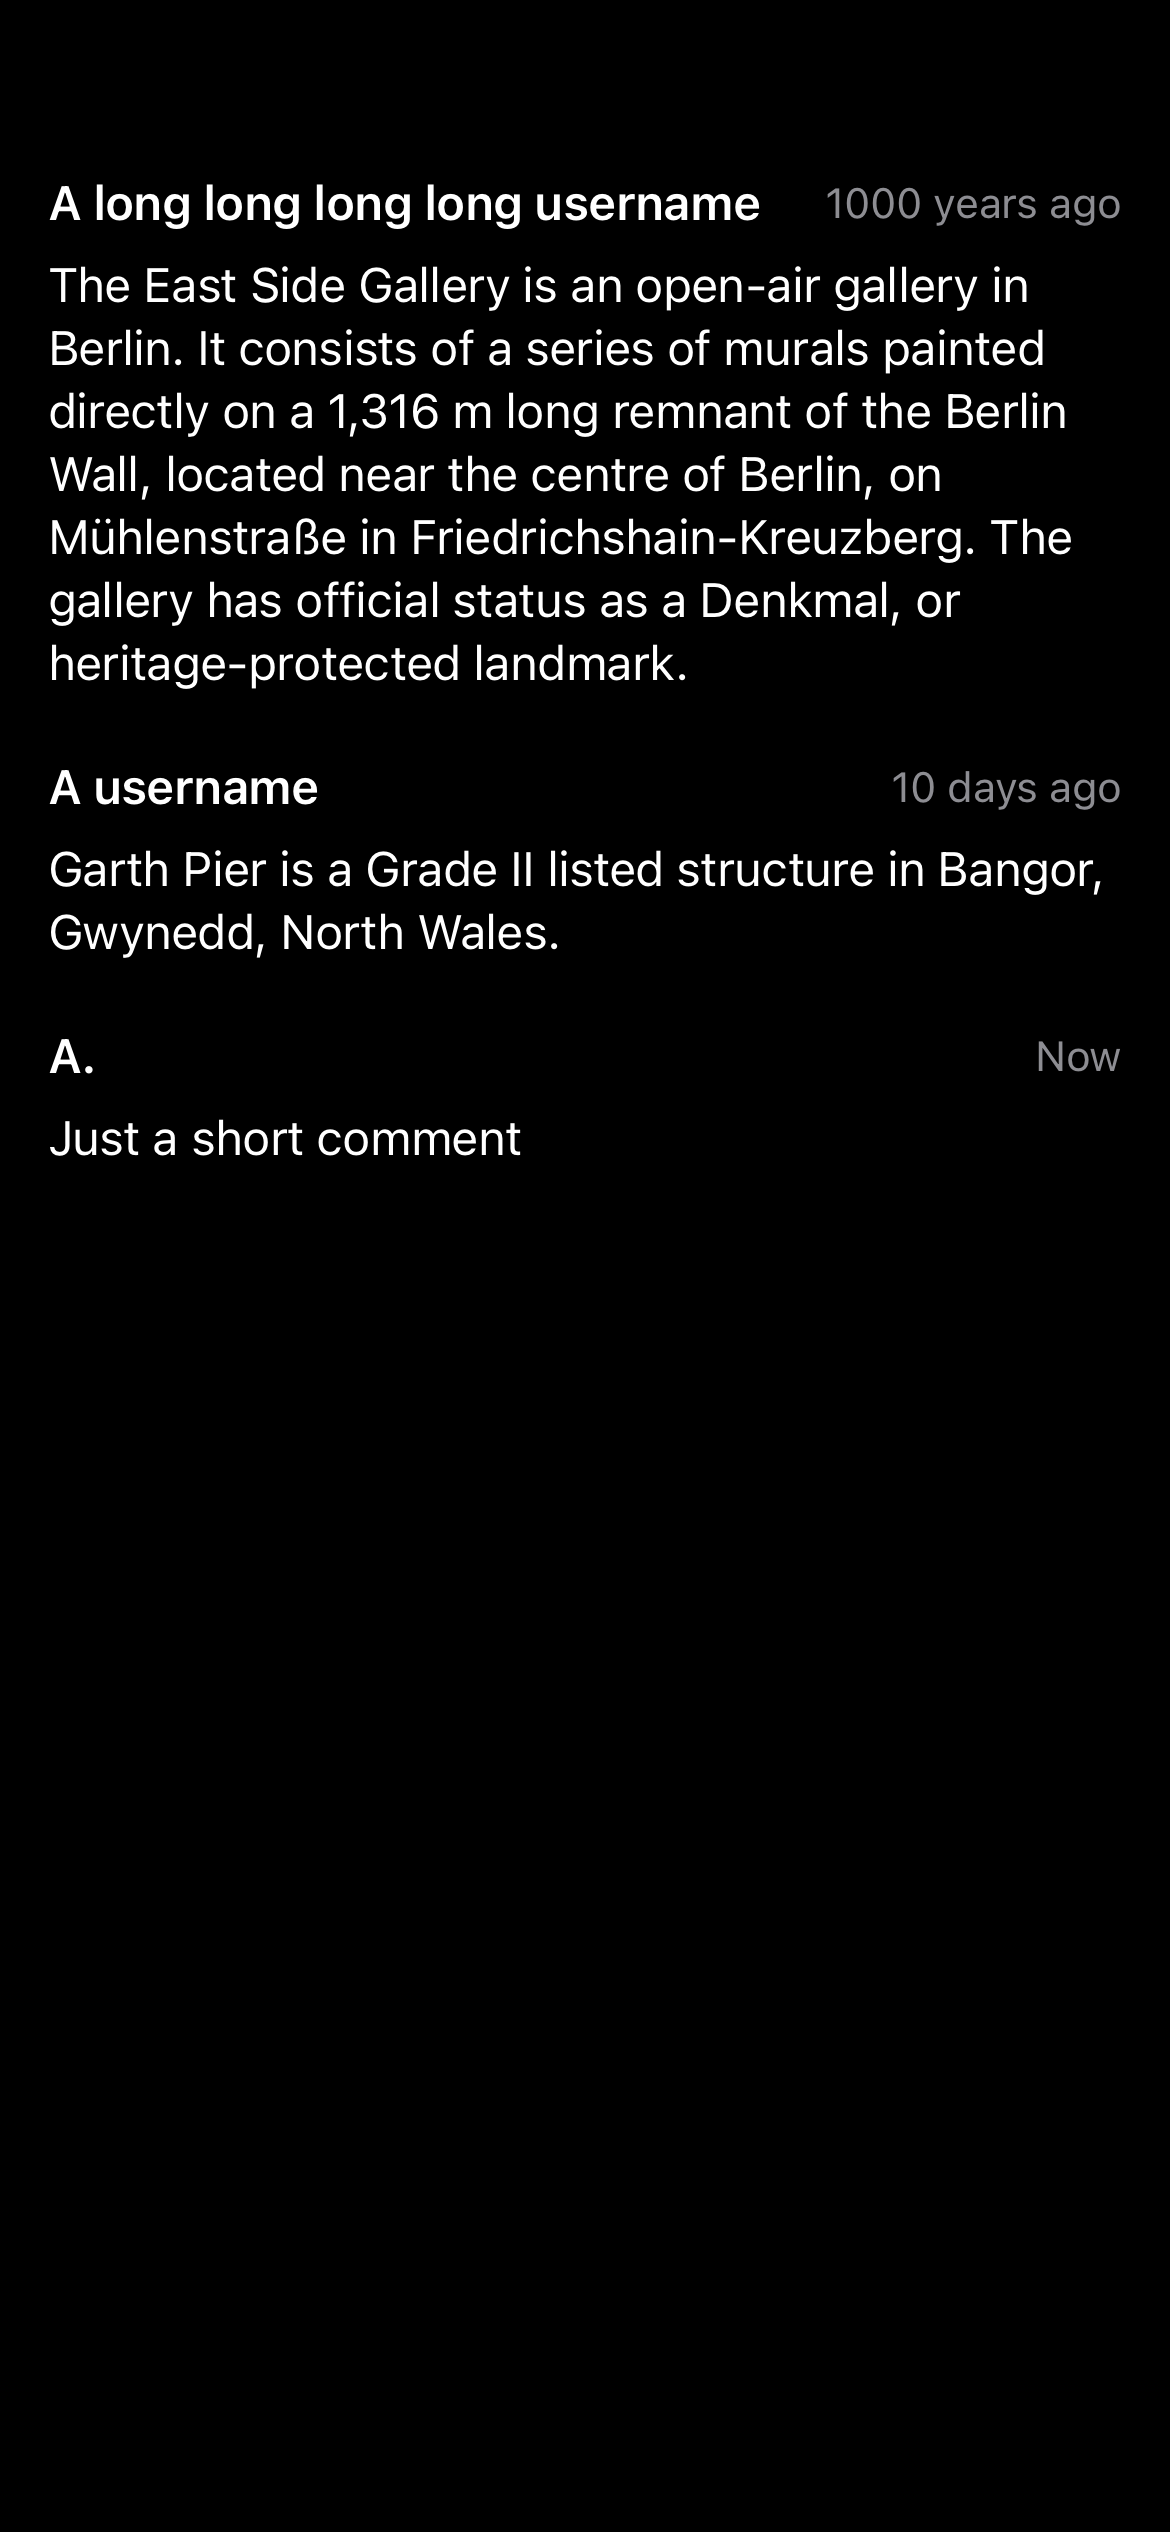 A long long long long username 1000 years ago
The East Side Gallery is an open-air gallery in
Berlin. It consists of a series of murals painted
directly on a 1,316 m long remnant of the Berlin
Wall, located near the centre of Berlin, on
Mühlenstraße in Friedrichshain-Kreuzberg. The
gallery has official status as a Denkmal, or
heritage-protected landmark.
A username 10 days ago
Garth Pier is a Grade II listed structure in Bangor,
Gwynedd, North Wales.
A. Now
Just a short comment